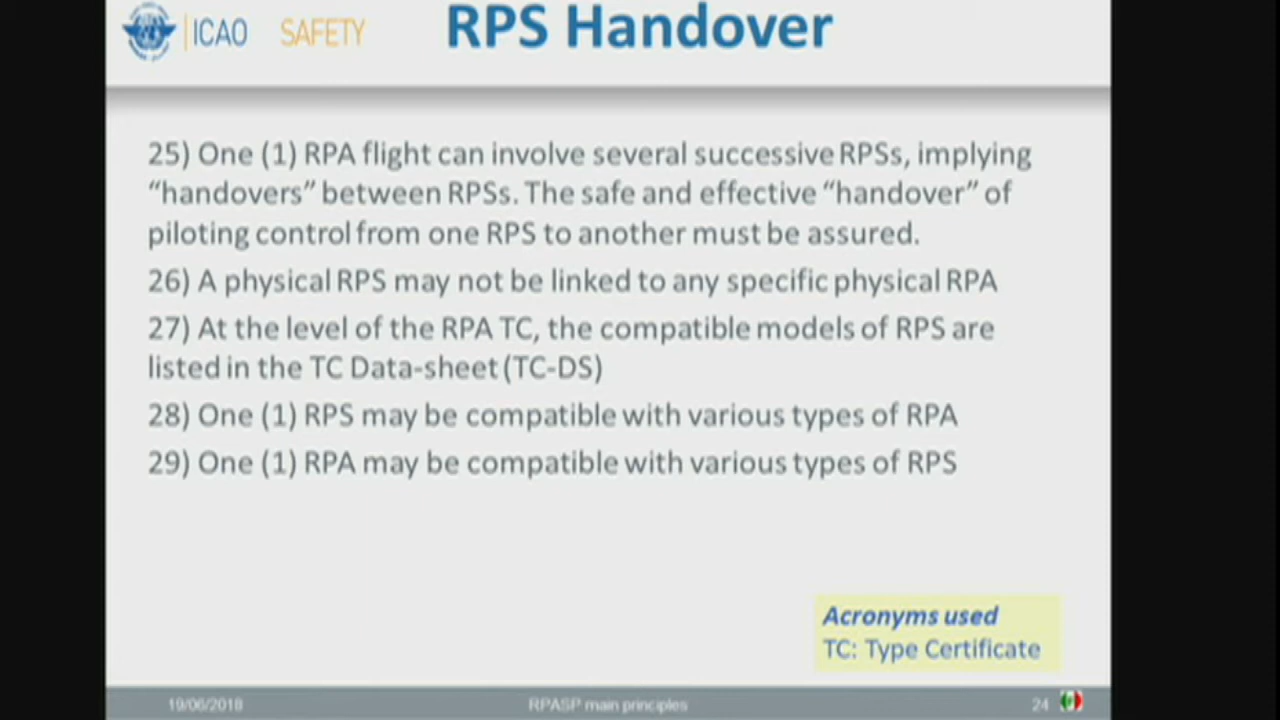 ICAO SAFETY
RPS Handover
25) One (1) RPA flight can involve several successive RPSs, implying
“handovers” between RPSs. The safe and effective “handover” of
piloting control from one RPS to another must be assured.
26) A physical RPS may not be linked to any specific physical RPA
27) At the level of the RPA TC, the compatible models of RPS are
listed in the TC Data-sheet (TC-DS)
28) One (1) RPS may be compatible with various types of RPA
29) One (1) RPA may be compatible with various types of RPS
Acronyms used
TC: Type Certificate
19/06/2018 RPASP main principles 24